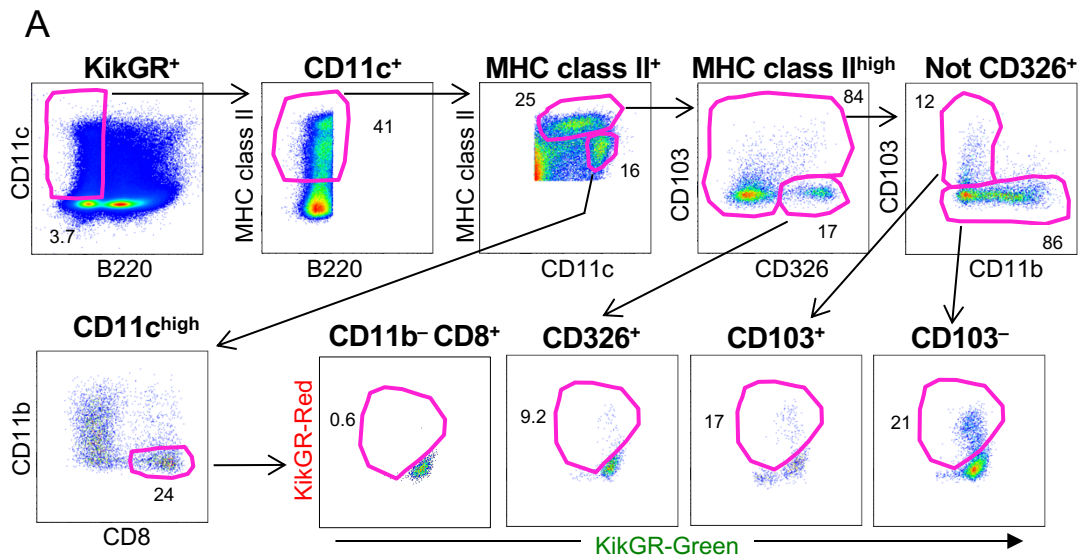 A
KikGR⁺
CD11c⁺
MHC class II⁺
MHC class IIʰⁱᵍʰ
Not CD326⁺
CD11c
3.7
B220
MHC class II
41
B220
MHC class II
25
16
CD11c
CD103
84
17
CD326
CD103
12
86
CD11b
CD11cʰⁱᵍʰ
CD11b⁻ CD8⁺
CD326⁺
CD103⁺
CD103⁻
CD11b
24
CD8
KikGR-Red
0.6
9.2
17
21
KikGR-Green